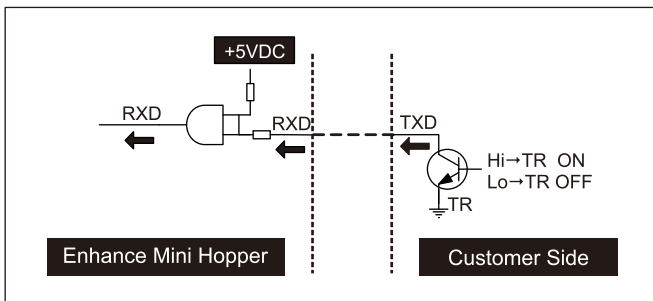 +5VDC
RXD
RXD
TXD
Hi→TR ON
Lo→TR OFF
TR
Enhance Mini Hopper
Customer Side